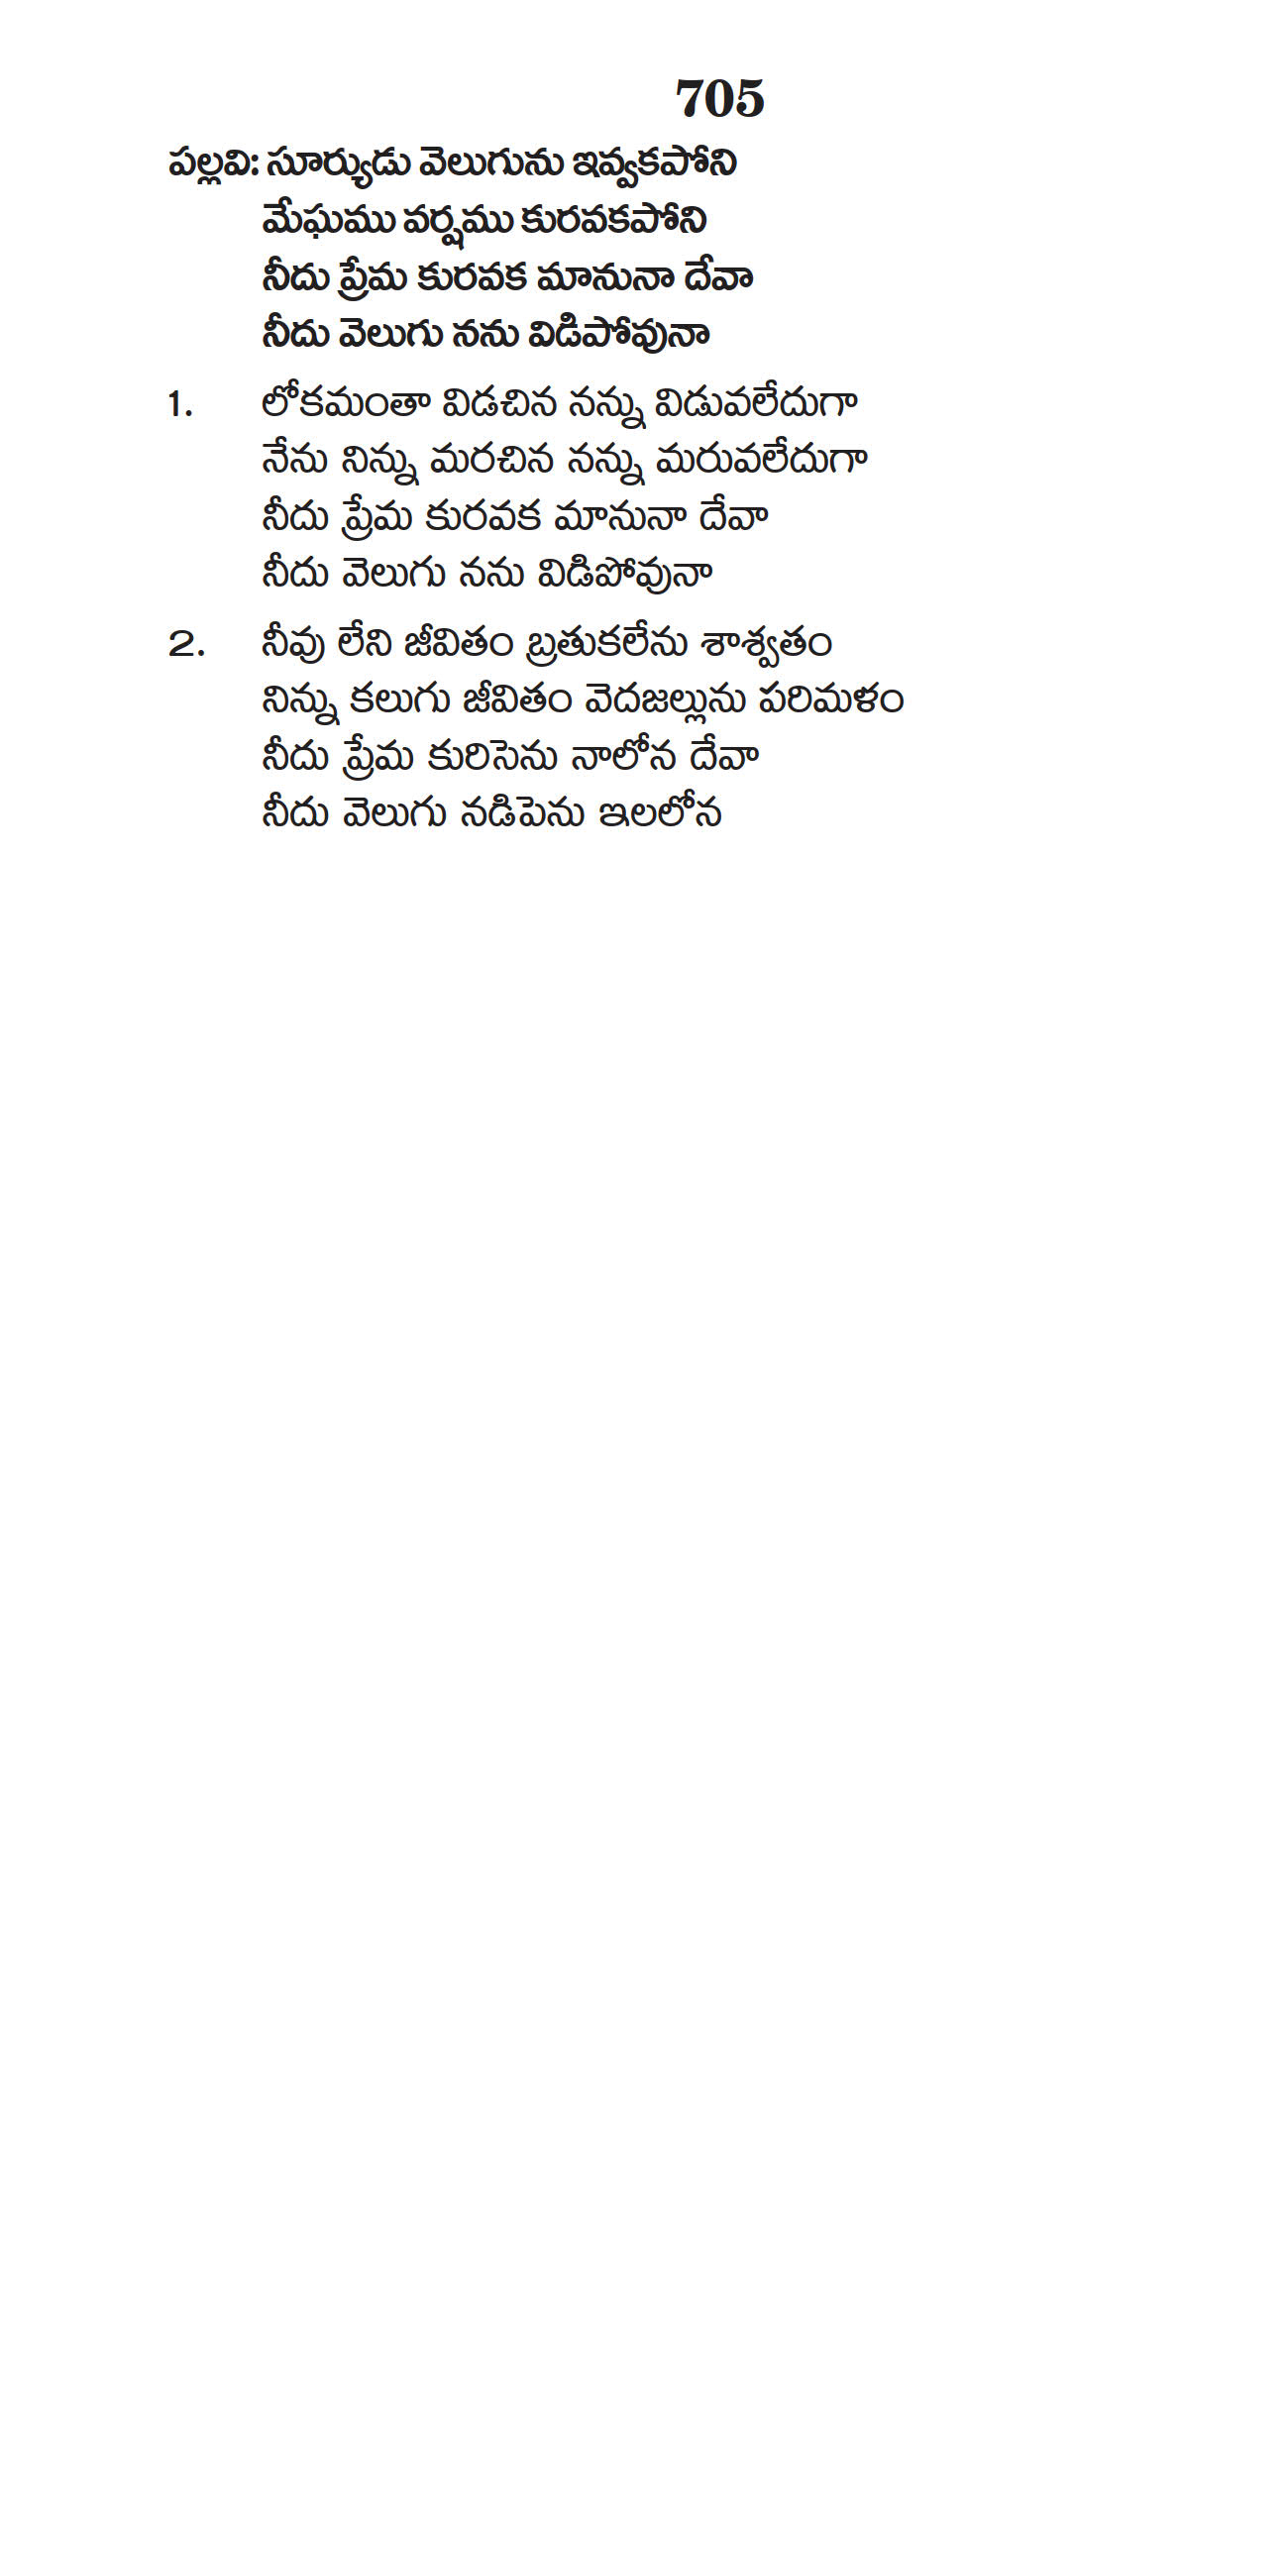 705
పల్లవి: సూర్యుడు వెలుగును ఇవ్వకపోని
మేఘము వర్షము కురవకపోని
నీదు ప్రేమ కురవక మానునా దేవా
నీదు వెలుగు నను విడిపోవునా
1. లోకమంతా విడచిన నన్ను విడువలేదుగా
నేను నిన్ను మరచిన నన్ను మరువలేదుగా
నీదు ప్రేమ కురవక మానునా దేవా
నీదు వెలుగు నను విడిపోవునా
2. నీవు లేని జీవితం బ్రతుకలేను శాశ్వతం
నిన్ను కలుగు జీవితం వెదజల్లును పరిమళం
నీదు ప్రేమ కురిసెను నాలోన దేవా
నీదు వెలుగు నడిపెను ఇలలోన